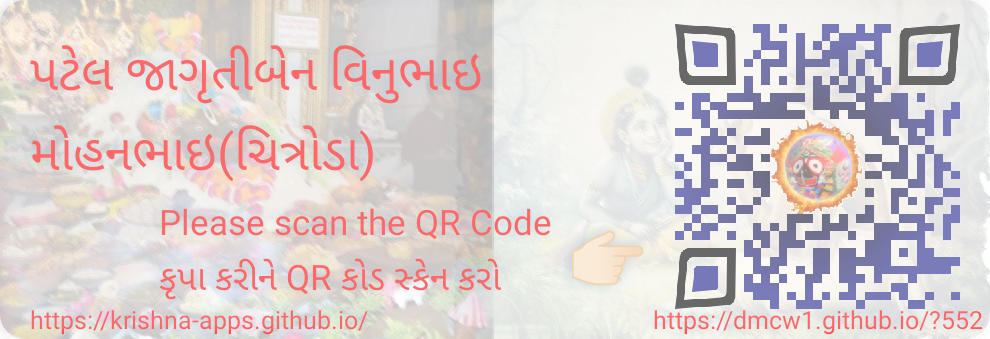 પટેલ જાગૃતીબેન વિનુભાઇ
મોહનભાઇ(ચિત્રોડા)
Please scan the QR Code
કૃપા કરીને QR કોડ સ્કેન કરો
https://krishna-apps.github.io/
https://dmcw1.github.io/?552